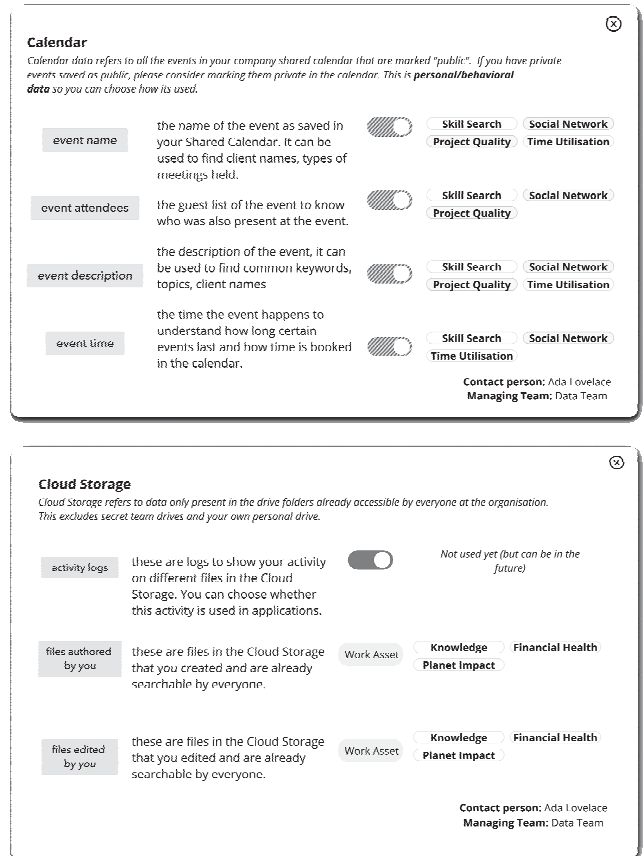 Calendar
Calendar data refers to all the events in your company shared calendar that are marked "public". If you have private
events saved as public, please consider marking them private in the calendar. This is personal/behavioral
data so you can choose how its used.
event name
the name of the event as saved in
your Shared Calendar. It can be
used to find client names, types of
meetings held.
Skill Search
Social Network
Project Quality
Time Utilisation
event attendees
the guest list of the event to know
who was also present at the event.
Skill Search
Social Network
Project Quality
event description
the description of the event, it can
be used to find common keywords,
topics, client names
Skill Search
Social Network
Project Quality
Time Utilisation
event time
the time the event happens to
understand how long certain
events last and how time is booked
in the calendar.
Skill Search
Social Network
Time Utilisation
Contact person: Ada Lovelace
Managing Team: Data Team
Cloud Storage
Cloud Storage refers to data only present in the drive folders already accessible by everyone at the organisation.
This excludes secret team drives and your own personal drive.
activity logs
these are logs to show your activity
on different files in the Cloud
Storage. You can choose whether
this activity is used in applications.
Not used yet (but can be in the
future)
files authored
by you
these are files in the Cloud Storage
that you created and are already
searchable by everyone.
Work Asset
Knowledge
Financial Health
Planet Impact
files edited
by you
these are files in the Cloud Storage
that you edited and are already
searchable by everyone.
Work Asset
Knowledge
Financial Health
Planet Impact
Contact person: Ada Lovelace
Managing Team: Data Team